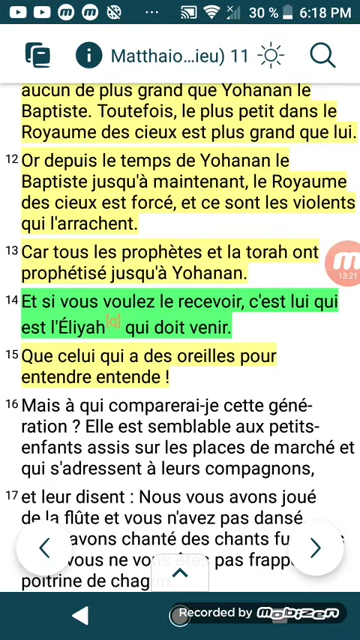 30 % 6:18 PM
Matthaio...ieu) 11
aucun de plus grand que Yohanan le
Baptiste. Toutefois, le plus petit dans le
Royaume des cieux est plus grand que lui.
12 Or depuis le temps de Yohanan le
Baptiste jusqu'à maintenant, le Royaume
des cieux est forcé, et ce sont les violents
qui l'arrachent.
13 Car tous les prophètes et la torah ont
prophétisé jusqu'à Yohanan.
13:21
14 Et si vous voulez le recevoir, c'est lui qui
est l'Éliyah[q] qui doit venir.
15 Que celui qui a des oreilles pour
entendre entende !
16 Mais à qui comparerai-je cette géné-
ration ? Elle est semblable aux petits-
enfants assis sur les places de marché et
qui s'adressent à leurs compagnons,
17 et leur disent : Nous vous avons joué
de la flûte et vous n'avez pas dansé
avons chanté des chants fu
vous ne vous êtes pas frappé
poitrine de chagrin
Recorded by mobizen